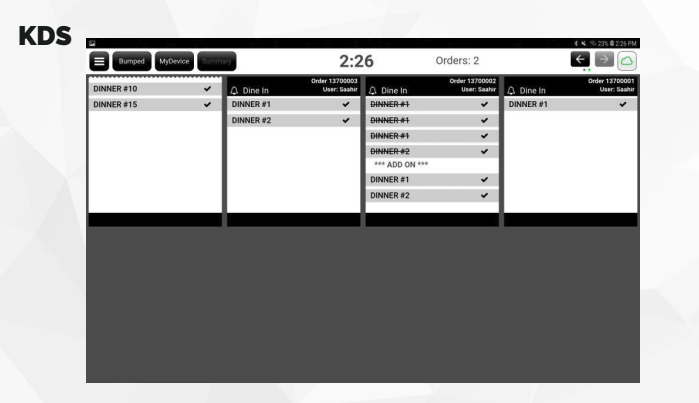 KDS
23% 2:26 PM
Bumped MyDevice Summary 2:26 Orders: 2
DINNER #10
DINNER #15
Order 13700003
Dine In User: Saahir
DINNER #1
DINNER #2
Order 13700002
Dine In User: Saahir
DINNER #1
DINNER #1
DINNER #1
DINNER #2
*** ADD ON ***
DINNER #1
DINNER #2
Order 13700001
Dine In User: Saahir
DINNER #1